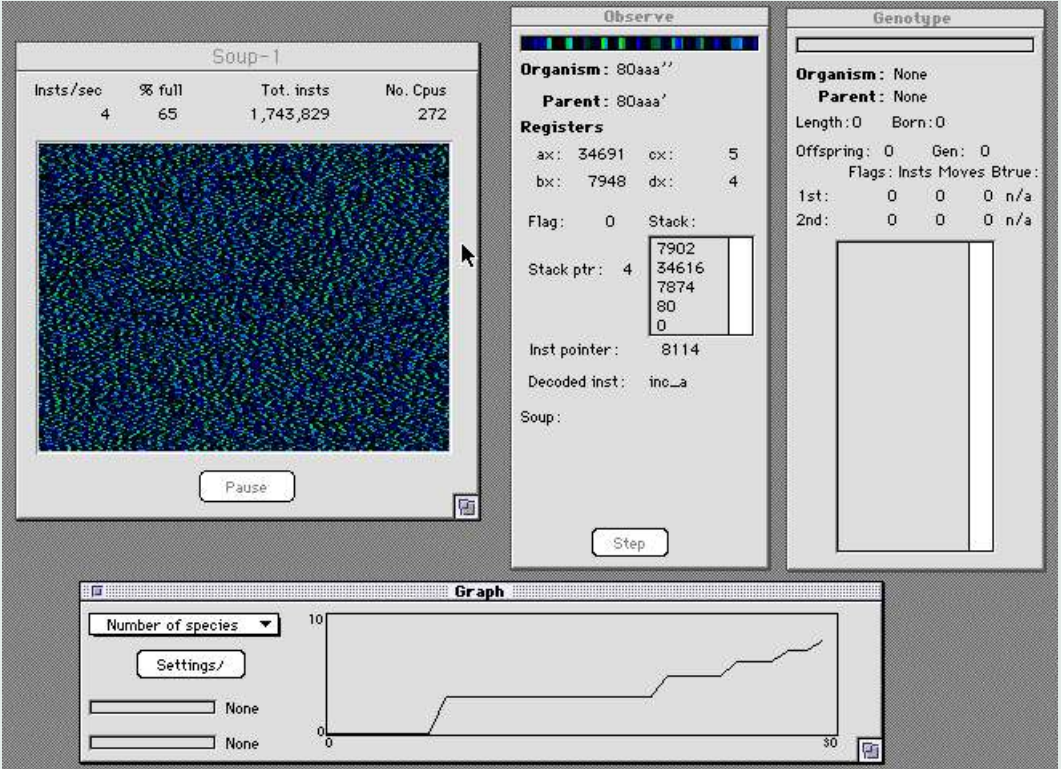 Soup-1
Insts/sec % full Tot. insts No. Cpus
4 65 1,743,829 272
Pause
Observe
Organism: 80aaa''
Parent: 80aaa'
Registers
ax: 34691 cx: 5
bx: 7948 dx: 4
Flag: 0 Stack:
7902
Stack ptr: 4 34616
7874
80
0
Inst pointer: 8114
Decoded inst: inc_a
Soup:
Step
Genotype
Organism: None
Parent: None
Length:0 Born:0
Offspring: 0 Gen: 0
Flags: Insts Moves Btrue:
1st: 0 0 0 n/a
2nd: 0 0 0 n/a
Graph
Number of species
Settings/
None
None
10
0
0 30